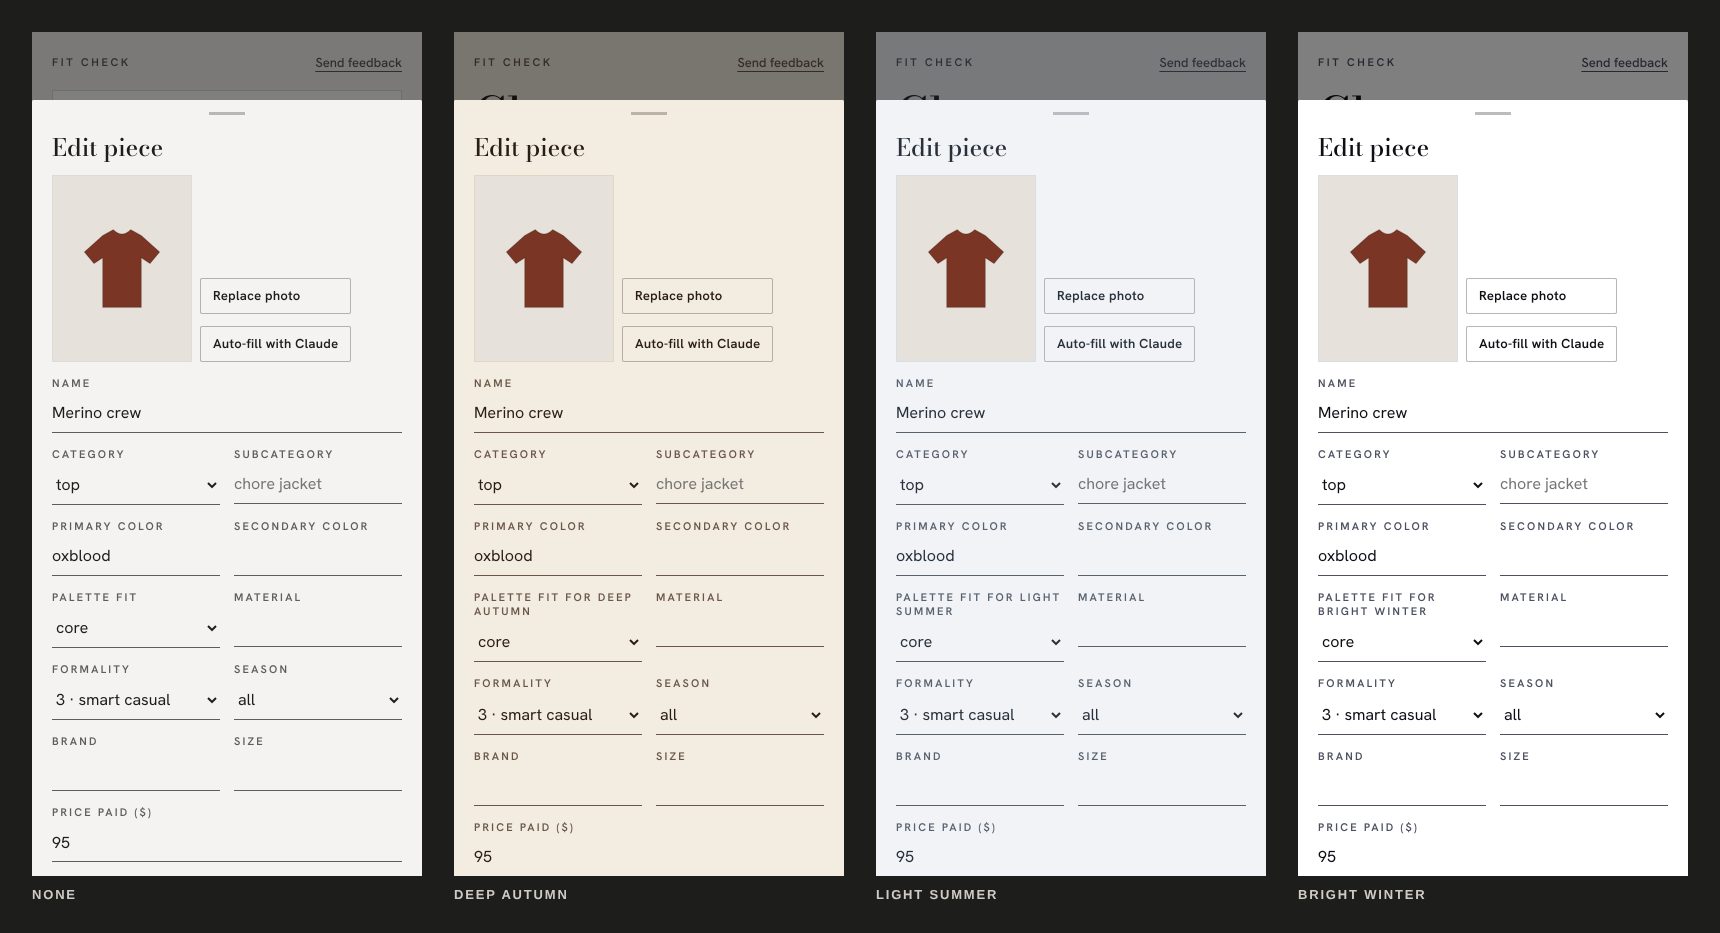 FIT CHECK
Send feedback
Edit piece
Replace photo
Auto-fill with Claude
NAME
Merino crew
CATEGORY
SUBCATEGORY
top
chore jacket
PRIMARY COLOR
SECONDARY COLOR
oxblood
PALETTE FIT
MATERIAL
core
FORMALITY
SEASON
3 · smart casual
all
BRAND
SIZE
PRICE PAID ($)
95
NONE
FIT CHECK
Send feedback
Edit piece
Replace photo
Auto-fill with Claude
NAME
Merino crew
CATEGORY
SUBCATEGORY
top
chore jacket
PRIMARY COLOR
SECONDARY COLOR
oxblood
PALETTE FIT FOR DEEP
AUTUMN
MATERIAL
core
FORMALITY
SEASON
3 · smart casual
all
BRAND
SIZE
PRICE PAID ($)
95
DEEP AUTUMN
FIT CHECK
Send feedback
Edit piece
Replace photo
Auto-fill with Claude
NAME
Merino crew
CATEGORY
SUBCATEGORY
top
chore jacket
PRIMARY COLOR
SECONDARY COLOR
oxblood
PALETTE FIT FOR LIGHT
SUMMER
MATERIAL
core
FORMALITY
SEASON
3 · smart casual
all
BRAND
SIZE
PRICE PAID ($)
95
LIGHT SUMMER
FIT CHECK
Send feedback
Edit piece
Replace photo
Auto-fill with Claude
NAME
Merino crew
CATEGORY
SUBCATEGORY
top
chore jacket
PRIMARY COLOR
SECONDARY COLOR
oxblood
PALETTE FIT FOR
BRIGHT WINTER
MATERIAL
core
FORMALITY
SEASON
3 · smart casual
all
BRAND
SIZE
PRICE PAID ($)
95
BRIGHT WINTER